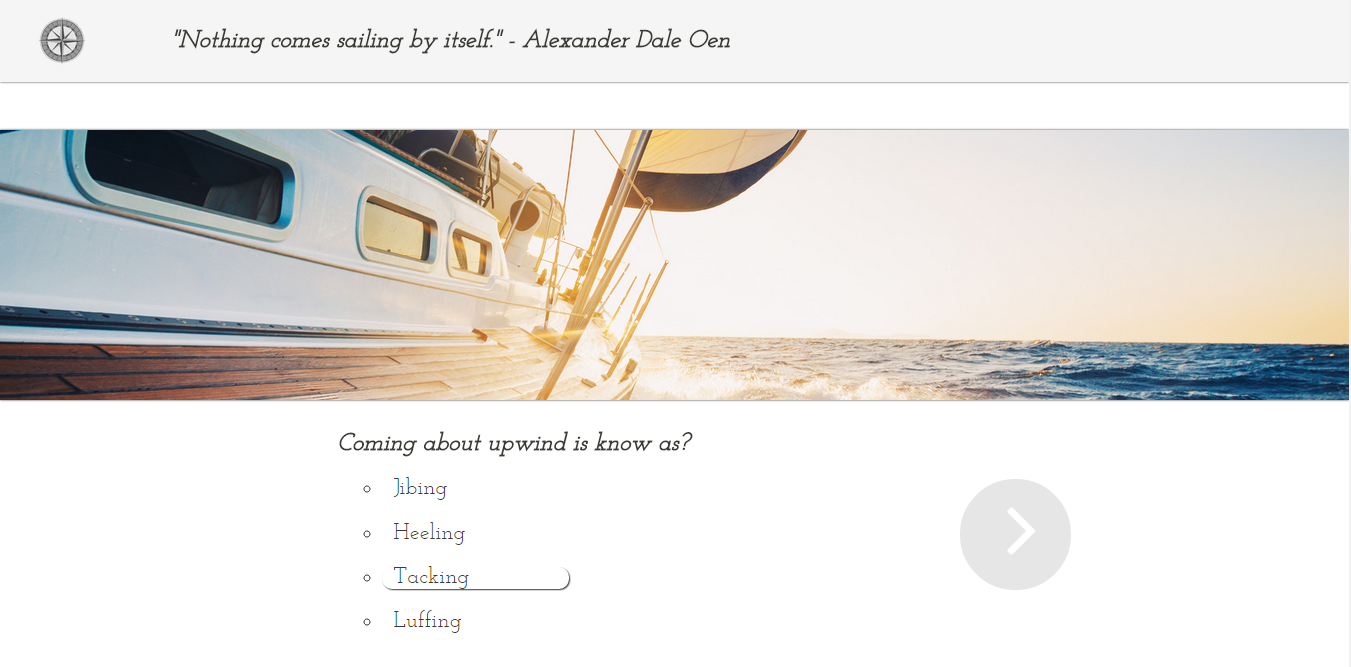 "Nothing comes sailing by itself." - Alexander Dale Oen
Coming about upwind is know as?
Jibing
Heeling
Tacking
Luffing